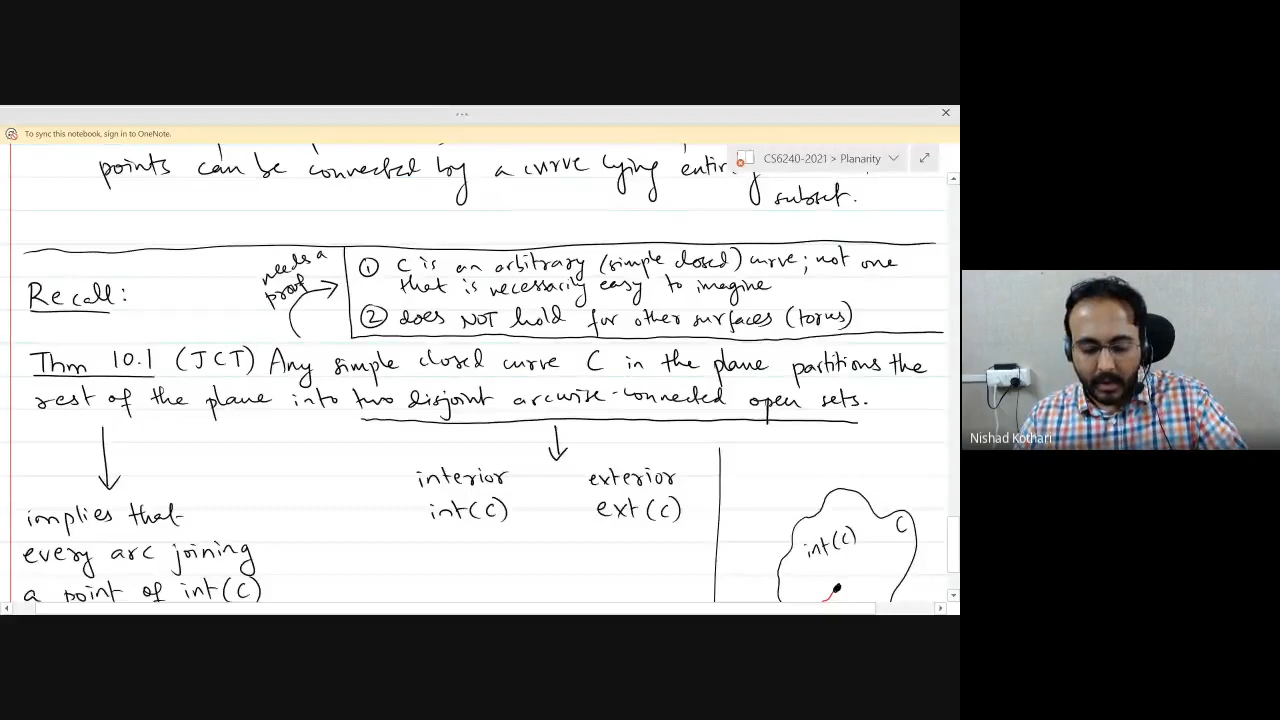 To sync this notebook, sign in to OneNote.
CS6240-2021 > Planarity
points can be connected by a curve lying
subset.
needs a proof
① C is an arbitrary (simple closed) curve; not one
that is necessarily easy to imagine
② does NOT hold for other surfaces (torus)
Recall:
Thm 10.1 (JCT) Any simple closed curve C in the plane partitions the
rest of the plane into two disjoint arcwise-connected open sets.
interior exterior
int(C) ext(C)
implies that
every arc joining
a point of int(C)
C
int(C)
Nishad Kothari